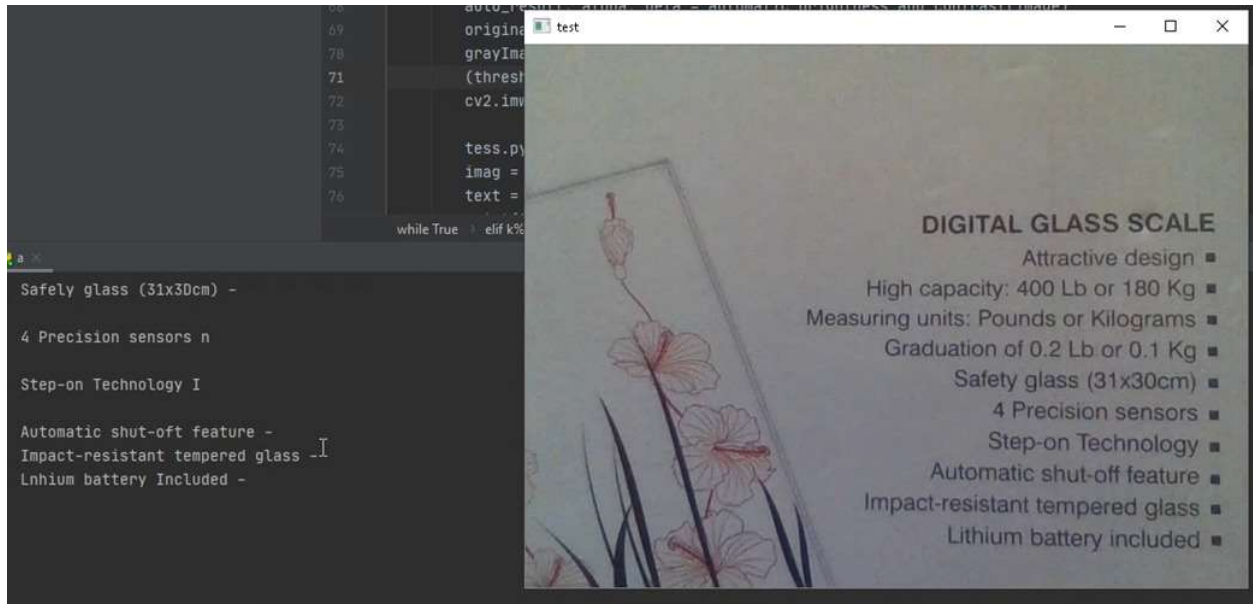 69 origina
70 grayIma
71 (thresh
72 cv2.imw
73
74 tess.py
75 imag =
76 text =
while True elif k%
a
Safely glass (31x3Dcm) –
4 Precision sensors n
Step-on Technology I
Automatic shut-oft feature –
Impact-resistant tempered glass –
Lnhium battery Included –
test
DIGITAL GLASS SCALE
Attractive design ■
High capacity: 400 Lb or 180 Kg ■
Measuring units: Pounds or Kilograms ■
Graduation of 0.2 Lb or 0.1 Kg ■
Safety glass (31x30cm) ■
4 Precision sensors ■
Step-on Technology ■
Automatic shut-off feature ■
Impact-resistant tempered glass ■
Lithium battery included ■